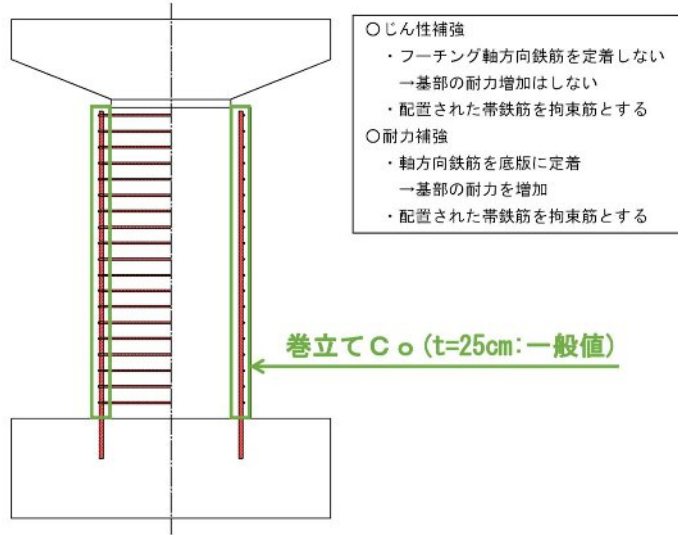 ○じん性補強
・フーチング軸方向鉄筋を定着しない
→基部の耐力増加はしない
・配置された帯鉄筋を拘束筋とする
○耐力補強
・軸方向鉄筋を底版に定着
→基部の耐力を増加
・配置された帯鉄筋を拘束筋とする
巻立てＣｏ(t=25cm:一般値)